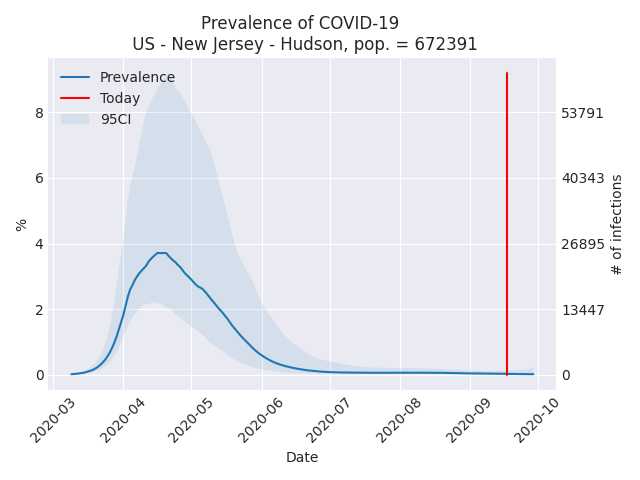 Prevalence of COVID-19
US - New Jersey - Hudson, pop. = 672391
Prevalence
Today
95CI
8
6
4
2
0
%
53791
40343
26895
13447
0
# of infections
2020-03
2020-04
2020-05
2020-06
2020-07
2020-08
2020-09
2020-10
Date